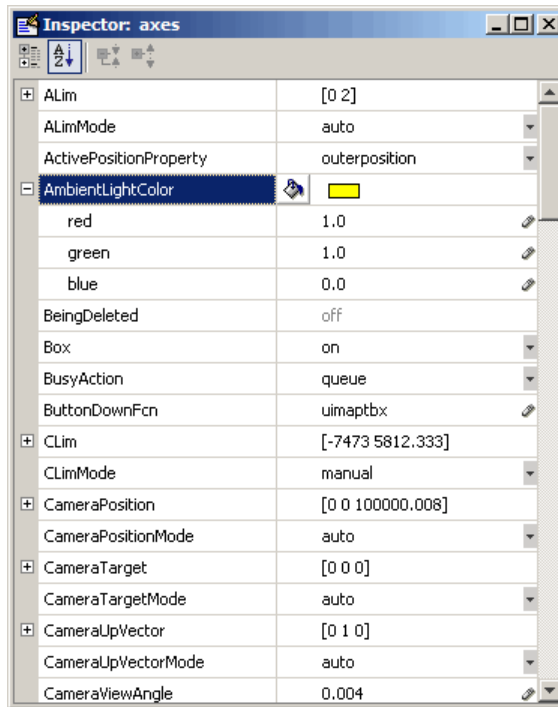 Inspector: axes
ALim [0 2]
ALimMode auto
ActivePositionProperty outerposition
AmbientLightColor
red 1.0
green 1.0
blue 0.0
BeingDeleted off
Box on
BusyAction queue
ButtonDownFcn uimaptbx
CLim [-7473 5812.333]
CLimMode manual
CameraPosition [0 0 100000.008]
CameraPositionMode auto
CameraTarget [0 0 0]
CameraTargetMode auto
CameraUpVector [0 1 0]
CameraUpVectorMode auto
CameraViewAngle 0.004